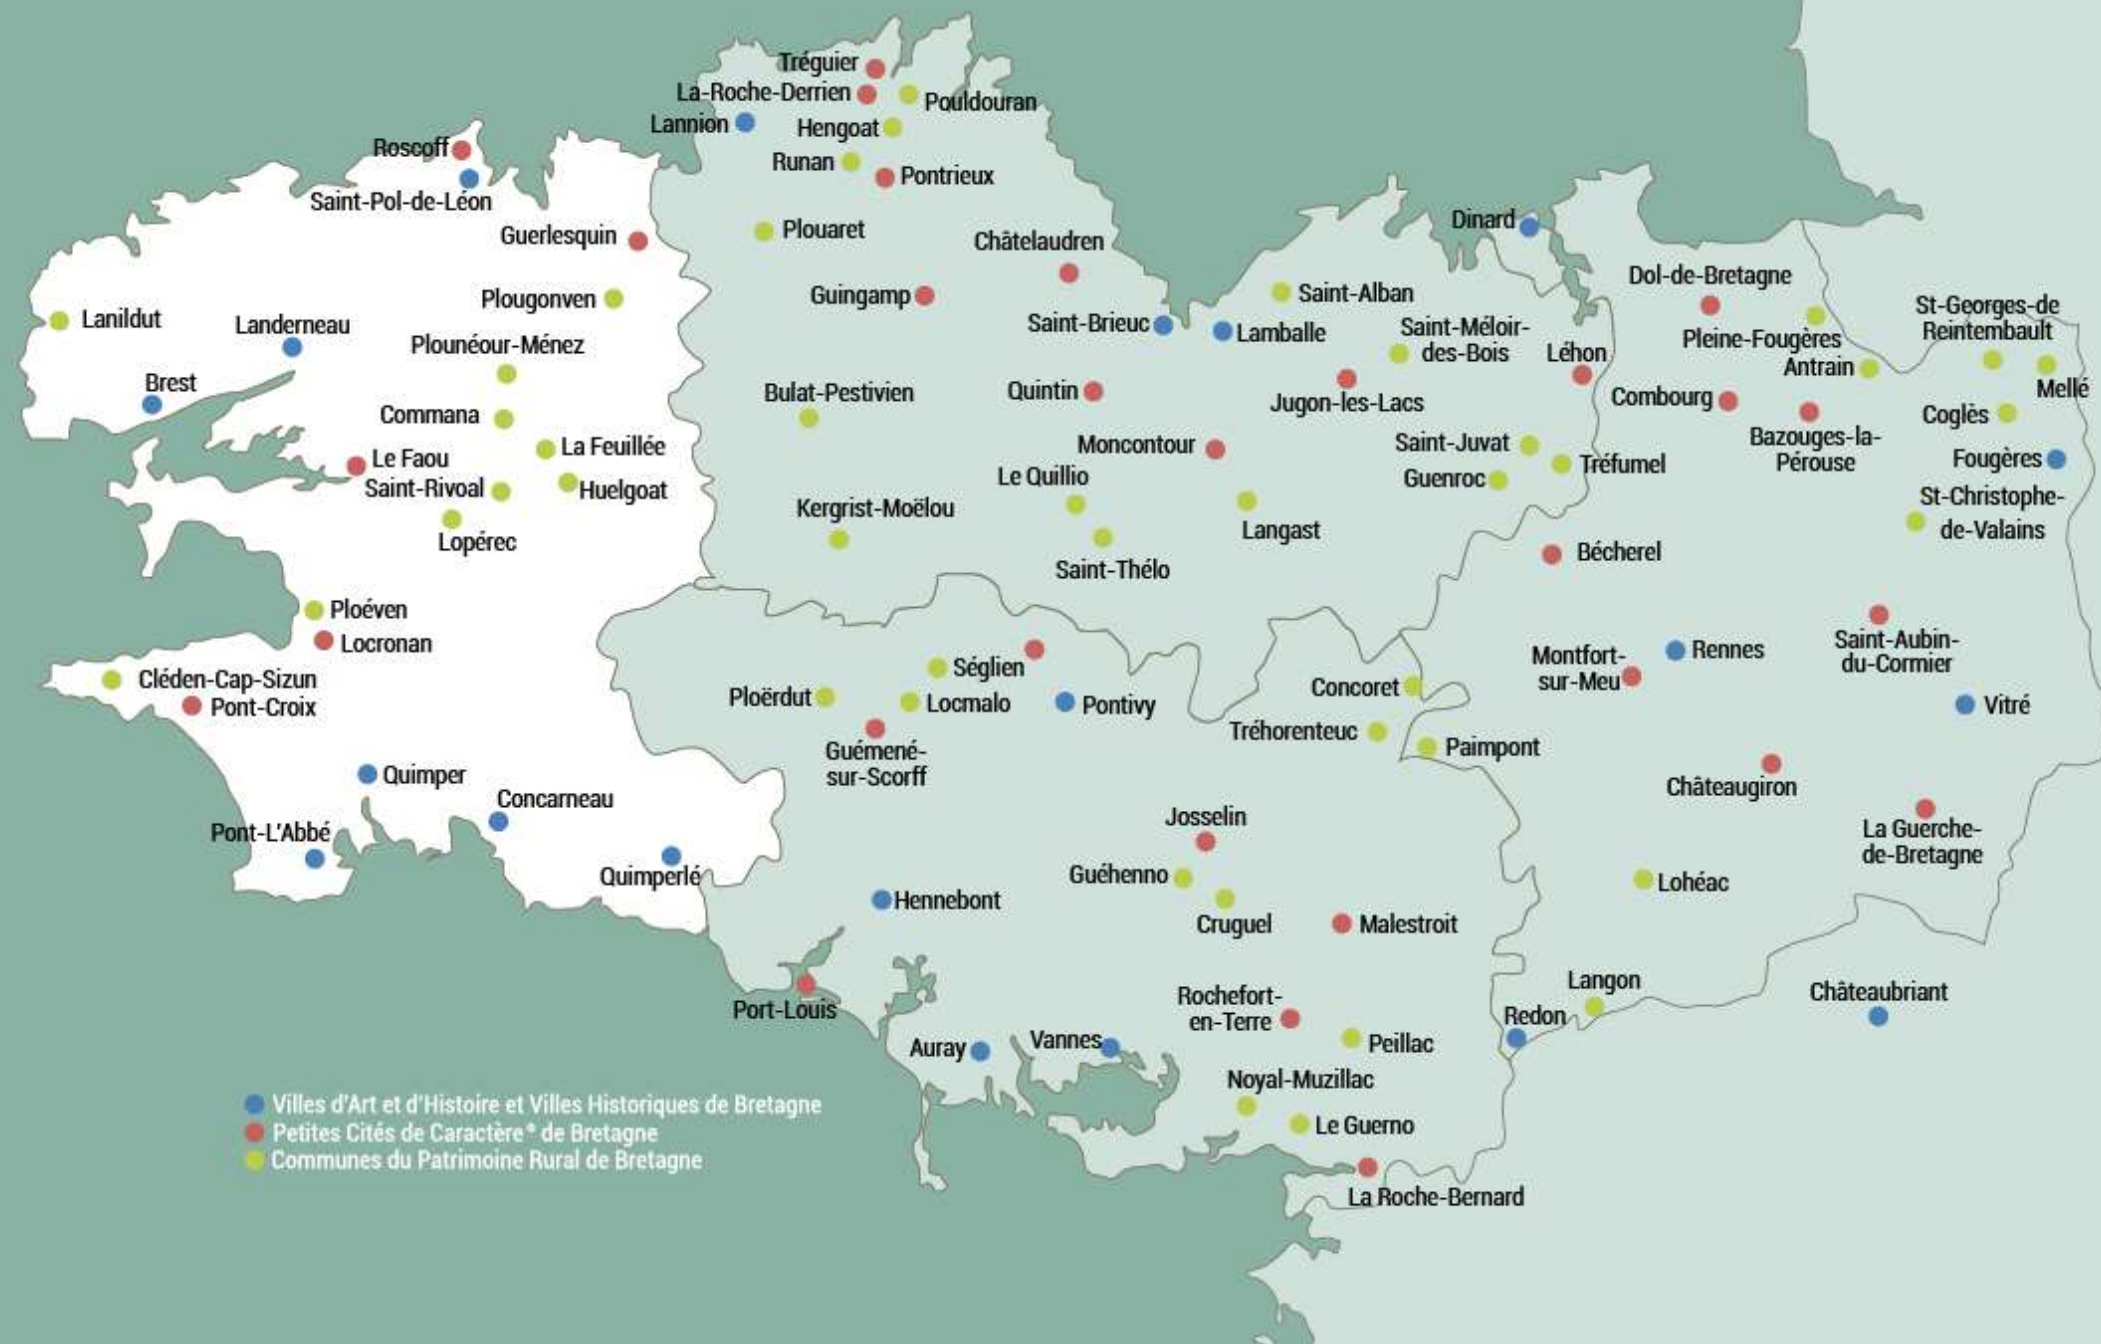 Tréguier
La-Roche-Derrien
Pouldouran
Lannion
Hengoat
Roscoff
Runan
Pontrieux
Saint-Pol-de-Léon
Guerlesquin
Plouaret
Châtelaudren
Dinard
Dol-de-Bretagne
Plougonven
Guingamp
Saint-Alban
St-Georges-de
Reintembault
Lanildut
Landerneau
Saint-Brieuc
Lamballe
Saint-Méloir-
des-Bois
Léhon
Pleine-Fougères
Antrain
Plounéour-Ménez
Mellé
Brest
Bulat-Pestivien
Quintin
Jugon-les-Lacs
Combourg
Commana
Coglès
Bazouges-la-
Pérouse
La Feuillée
Moncontour
Saint-Juvat
Le Faou
Tréfumel
Fougères
Saint-Rivoal
Huelgoat
Le Quillio
Guenroc
St-Christophe-
de-Valains
Kergrist-Moëlou
Langast
Lopérec
Saint-Thélo
Bécherel
Ploéven
Locronan
Séglien
Montfort-
sur-Meu
Rennes
Saint-Aubin-
du-Cormier
Cléden-Cap-Sizun
Pont-Croix
Ploërdut
Locmalo
Pontivy
Concoret
Vitré
Tréhorenteuc
Paimpont
Guémené-
sur-Scorff
Quimper
Châteaugiron
Concarneau
Josselin
Pont-L'Abbé
La Guerche-
de-Bretagne
Quimperlé
Guéhenno
Lohéac
Hennebont
Cruguel
Malestroit
Langon
Châteaubriant
Port-Louis
Rochefort-
en-Terre
Redon
Auray
Vannes
Peillac
Noyal-Muzillac
Le Guerno
Villes d'Art et d'Histoire et Villes Historiques de Bretagne
Petites Cités de Caractère® de Bretagne
Communes du Patrimoine Rural de Bretagne
La Roche-Bernard